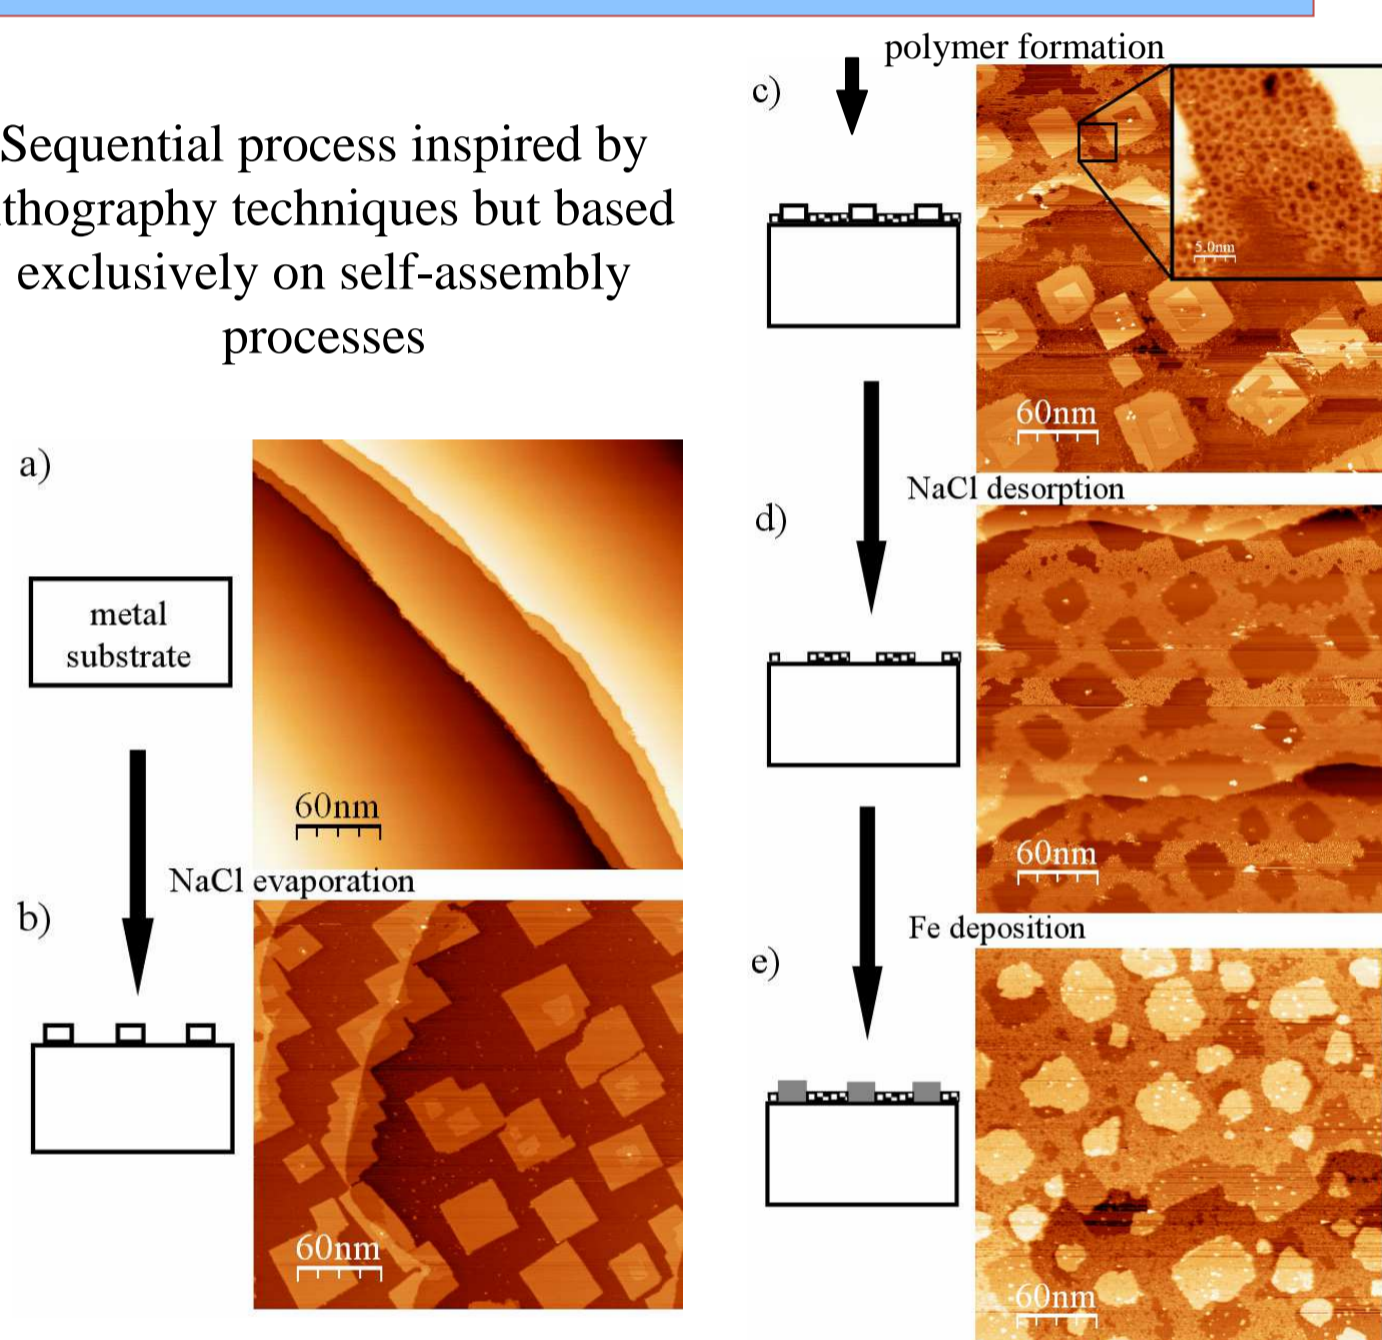 Sequential process inspired by
thography techniques but based
exclusively on self-assembly
processes
a)
metal
substrate
60nm
NaCl evaporation
b)
60nm
polymer formation
c)
5.0nm
60nm
NaCl desorption
d)
60nm
Fe deposition
e)
60nm